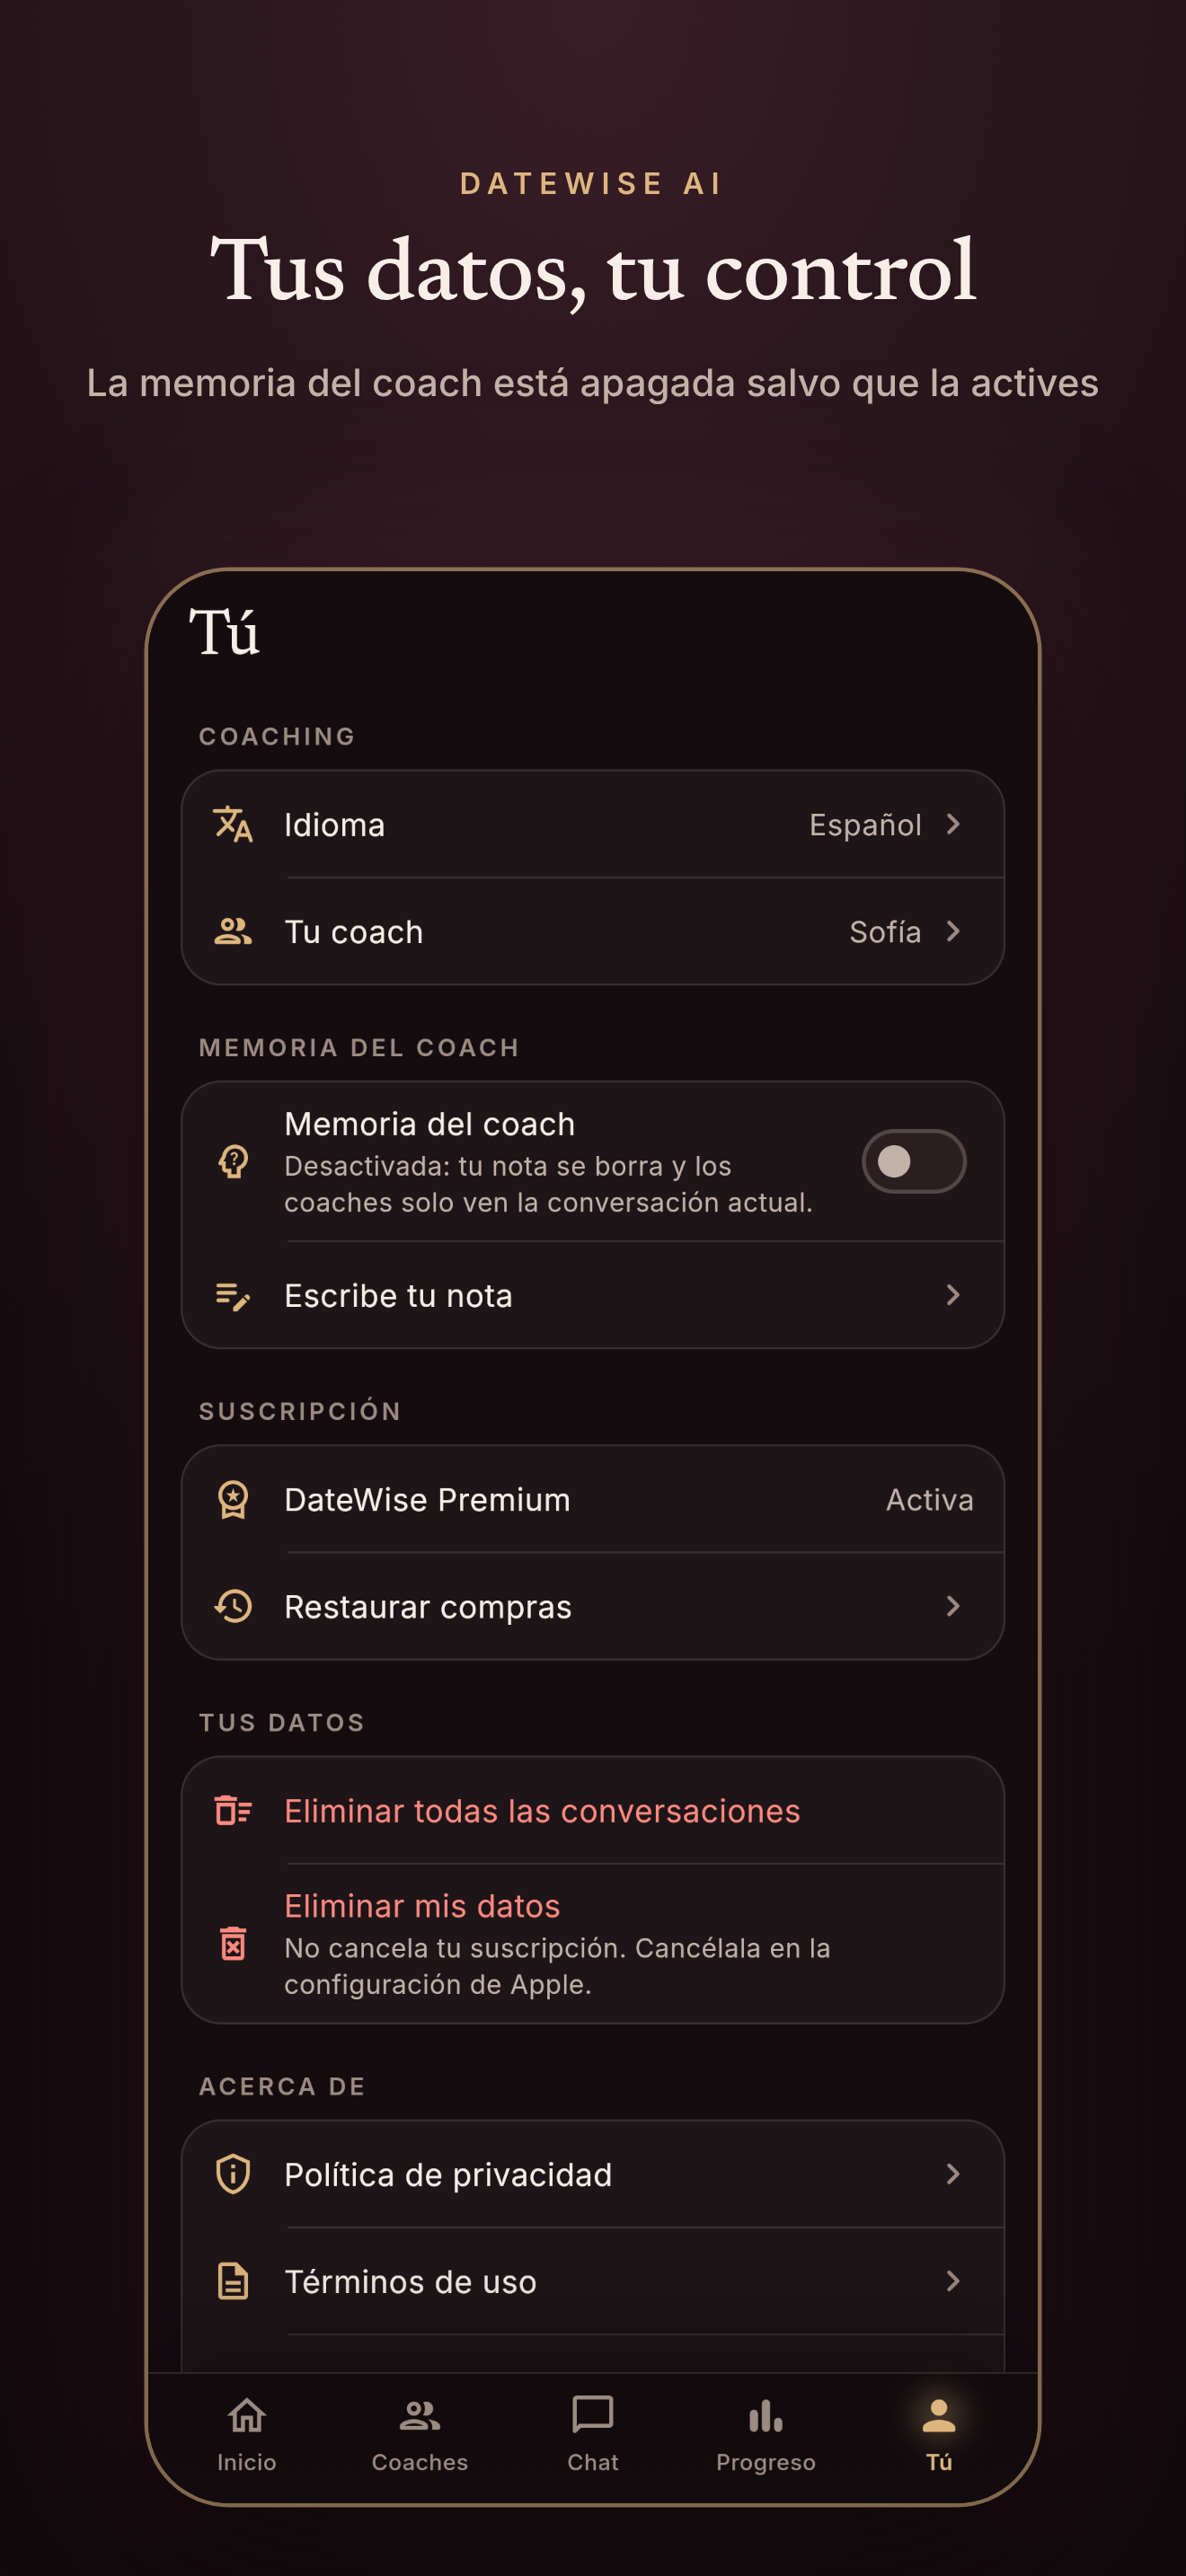 DATEWISE AI
Tus datos, tu control
La memoria del coach está apagada salvo que la actives
Tú
COACHING
Idioma Español
Tu coach Sofía
MEMORIA DEL COACH
Memoria del coach
Desactivada: tu nota se borra y los
coaches solo ven la conversación actual.
Escribe tu nota
SUSCRIPCIÓN
DateWise Premium Activa
Restaurar compras
TUS DATOS
Eliminar todas las conversaciones
Eliminar mis datos
No cancela tu suscripción. Cancélala en la
configuración de Apple.
ACERCA DE
Política de privacidad
Términos de uso
Inicio Coaches Chat Progreso Tú